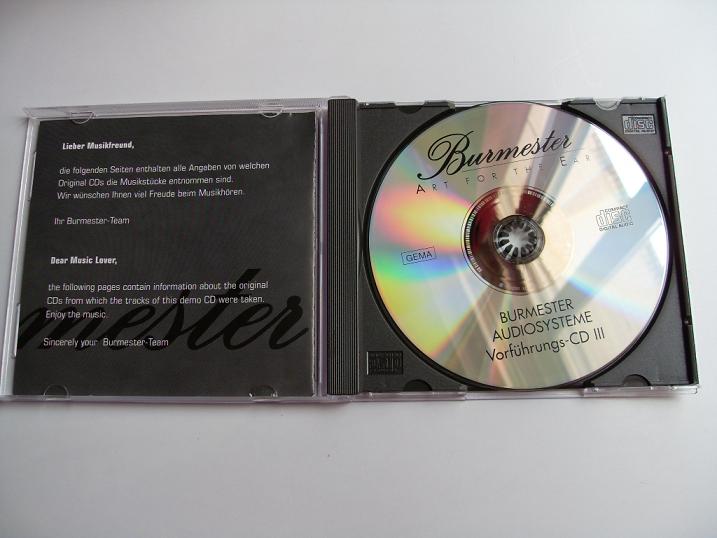 Lieber Musikfreund,
die folgenden Seiten enthalten alle Angaben von welchen
Original CDs die Musikstücke entnommen sind.
Wir wünschen Ihnen viel Freude beim Musikhören.
Ihr Burmester-Team
Dear Music Lover,
the following pages contain information about the original
CDs from which the tracks of this demo CD were taken.
Enjoy the music.
Sincerely your Burmester-Team
mester
Burmester
ART FOR THE EAR
GEMA
COMPACT
disc
DIGITAL AUDIO
BURMESTER
AUDIOSYSTEME
Vorführungs-CD III
disc